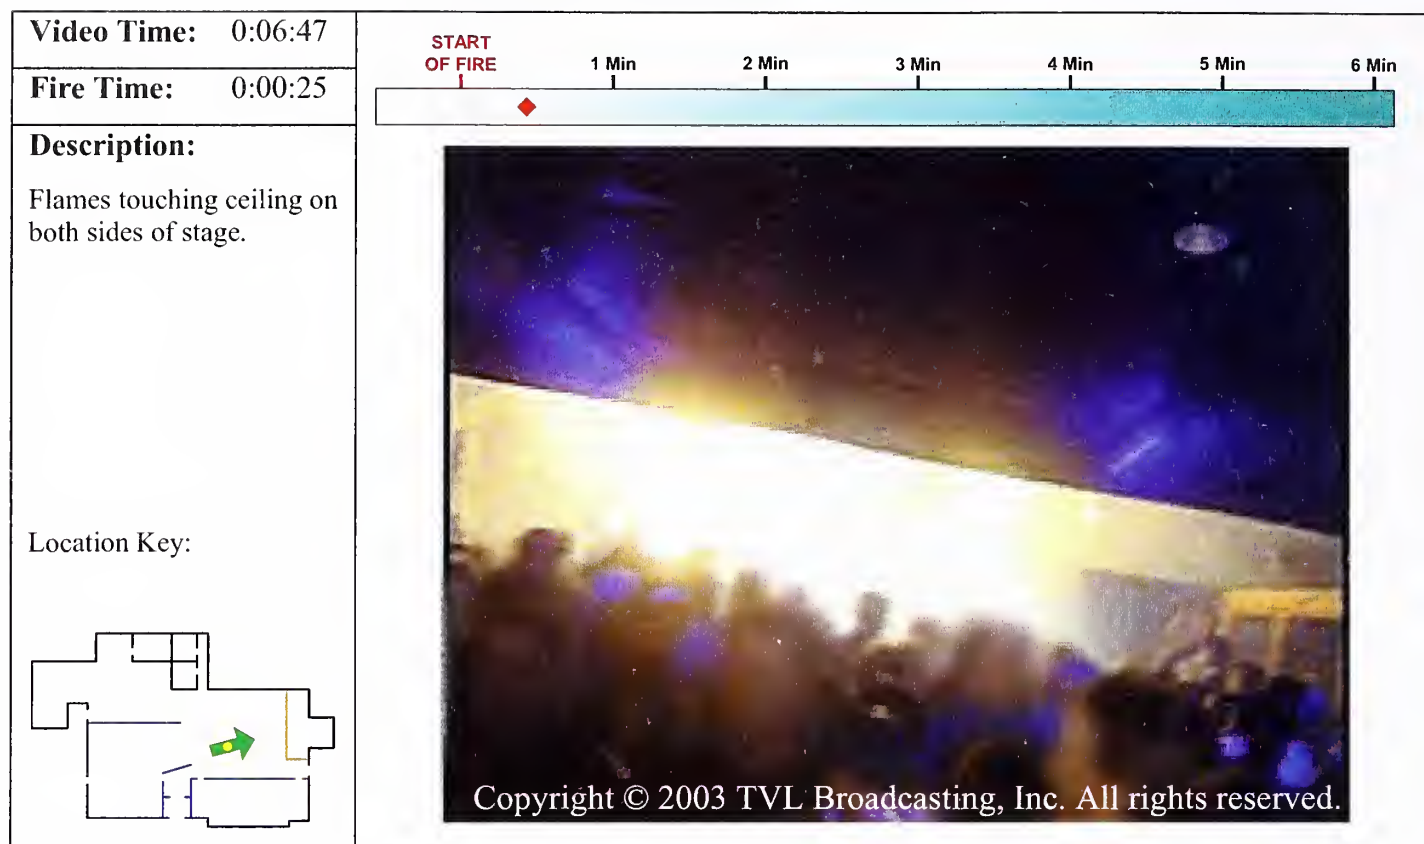 Video Time: 0:06:47
Fire Time: 0:00:25
Description:
Flames touching ceiling on
both sides of stage.
Location Key:
START
OF FIRE
1 Min
2 Min
3 Min
4 Min
5 Min
6 Min
Copyright © 2003 TVL Broadcasting, Inc. All rights reserved.